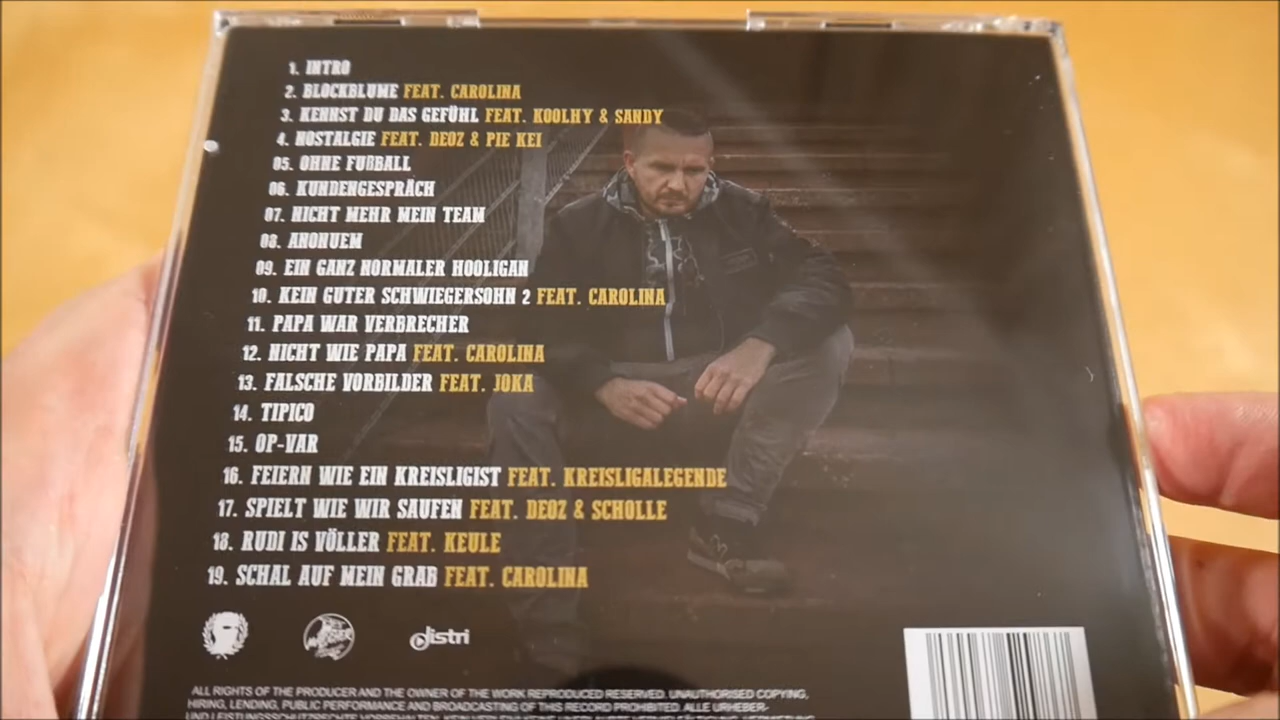 1. INTRO
2. BLOCKBLUME FEAT. CAROLINA
3. KENNST DU DAS GEFÜHL FEAT. KOOLHY & SANDY
4. NOSTALGIE FEAT. DEOZ & PIE KEI
05. OHNE FUßBALL
06. KUNDENGESPRÄCH
07. NICHT MEHR MEIN TEAM
08. ANONUEM
09. EIN GANZ NORMALER HOOLIGAN
10. KEIN GUTER SCHWIEGERSOHN 2 FEAT. CAROLINA
11. PAPA WAR VERBRECHER
12. NICHT WIE PAPA FEAT. CAROLINA
13. FALSCHE VORBILDER FEAT. JOKA
14. TIPICO
15. OP-VAR
16. FEIERN WIE EIN KREISLIGIST FEAT. KREISLIGALEGENDE
17. SPIELT WIE WIR SAUFEN FEAT. DEOZ & SCHOLLE
18. RUDI IS VÖLLER FEAT. KEULE
19. SCHAL AUF MEIN GRAB FEAT. CAROLINA
distri
ALL RIGHTS OF THE PRODUCER AND THE OWNER OF THE WORK REPRODUCED RESERVED. UNAUTHORISED COPYING,
HIRING, LENDING, PUBLIC PERFORMANCE AND BROADCASTING OF THIS RECORD PROHIBITED. ALLE URHEBER-
UND LEISTUNGSSCHUTZRECHTE VORBEHALTEN.